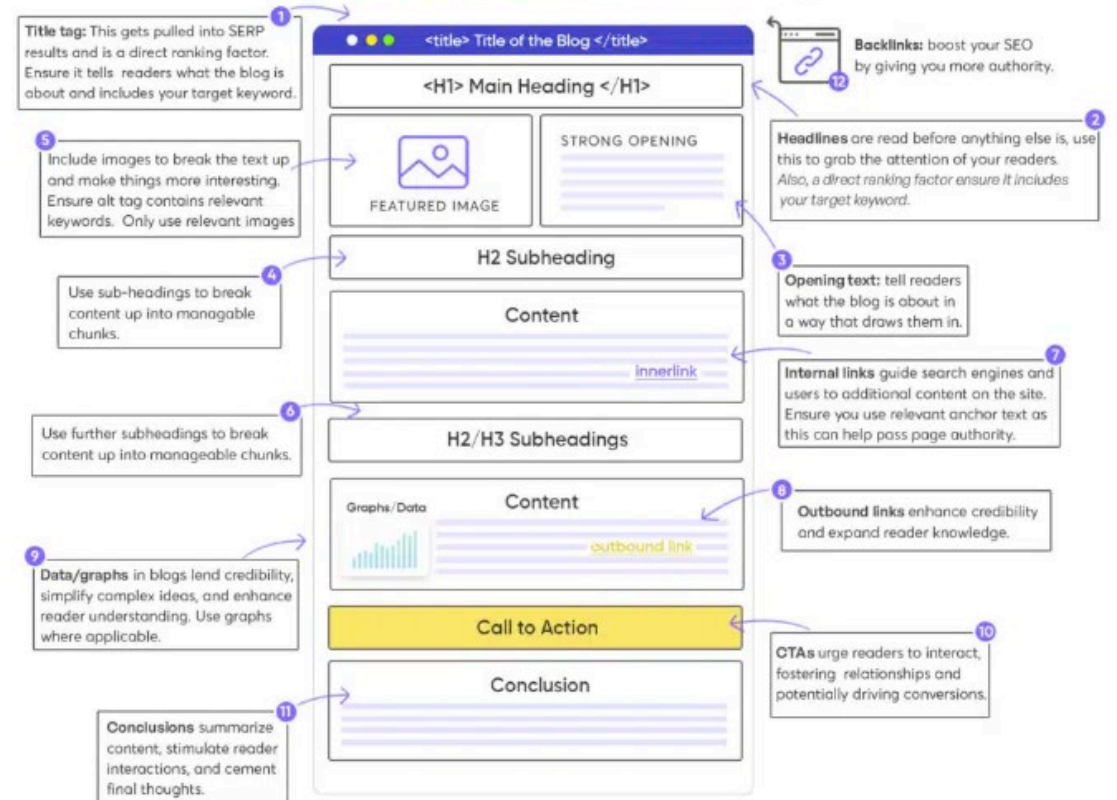 1
Title tag: This gets pulled into SERP
results and is a direct ranking factor.
Ensure it tells readers what the blog is
about and includes your target keyword.
<title> Title of the Blog </title>
Backlinks: boost your SEO
by giving you more authority.
12
<H1> Main Heading </H1>
2
Headlines are read before anything else is, use
this to grab the attention of your readers.
Also, a direct ranking factor ensure it includes
your target keyword.
5
Include images to break the text up
and make things more interesting.
Ensure alt tag contains relevant
keywords. Only use relevant images
FEATURED IMAGE
STRONG OPENING
3
Opening text: tell readers
what the blog is about in
a way that draws them in.
4
Use sub-headings to break
content up into managable
chunks.
H2 Subheading
Content
innerlink
7
Internal links guide search engines and
users to additional content on the site.
Ensure you use relevant anchor text as
this can help pass page authority.
6
Use further subheadings to break
content up into manageable chunks.
H2/H3 Subheadings
8
Outbound links enhance credibility
and expand reader knowledge.
Content
Graphs/Data
outbound link
9
Data/graphs in blogs lend credibility,
simplify complex ideas, and enhance
reader understanding. Use graphs
where applicable.
Call to Action
10
CTAs urge readers to interact,
fostering relationships and
potentially driving conversions.
Conclusion
11
Conclusions summarize
content, stimulate reader
interactions, and cement
final thoughts.